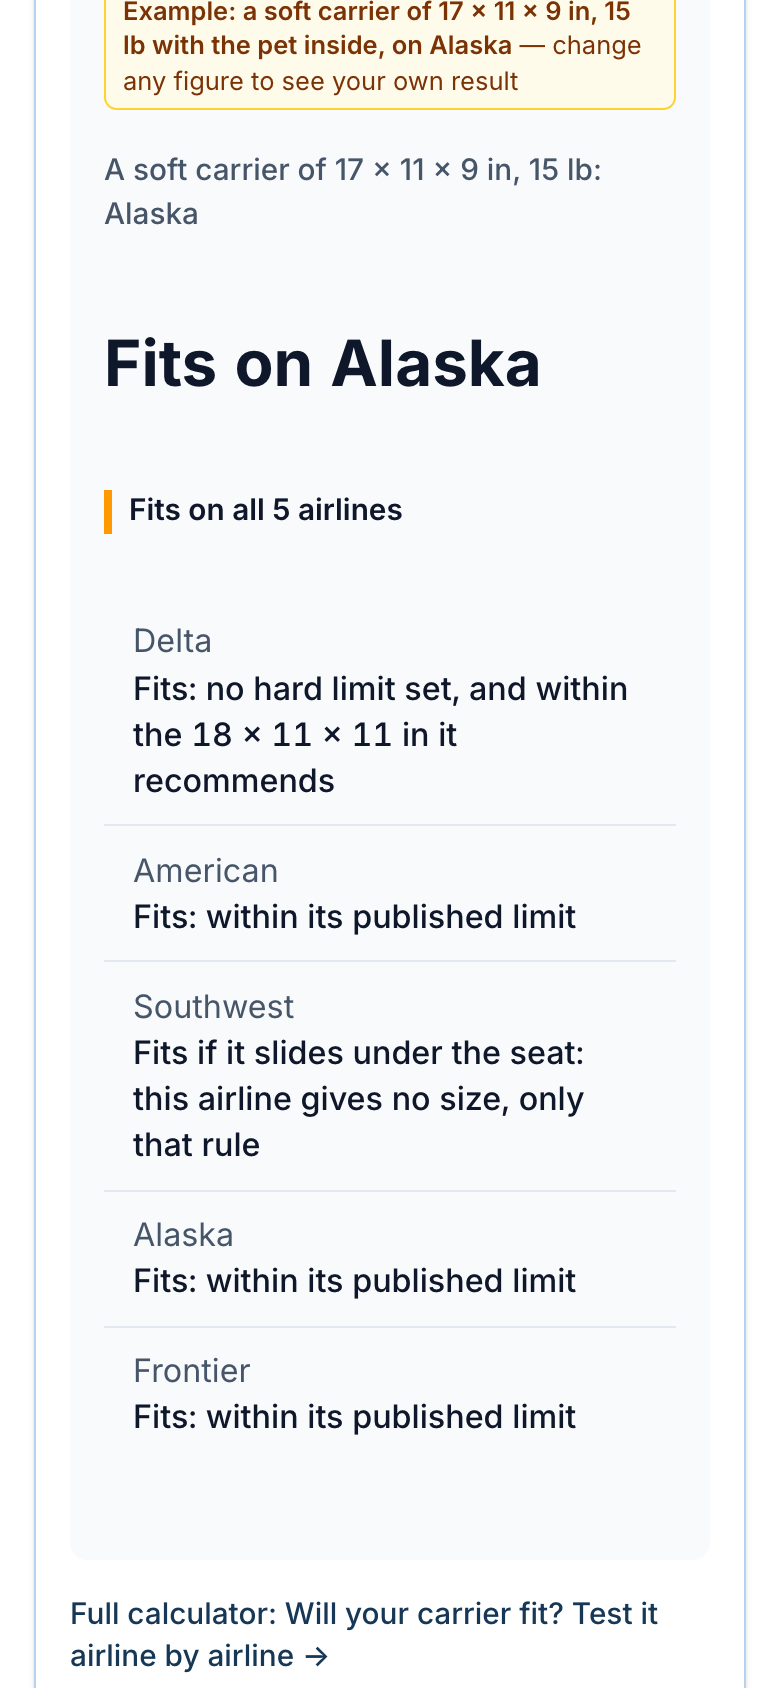 Example: a soft carrier of 17 × 11 × 9 in, 15
lb with the pet inside, on Alaska — change
any figure to see your own result
A soft carrier of 17 × 11 × 9 in, 15 lb:
Alaska
Fits on Alaska
Fits on all 5 airlines
Delta
Fits: no hard limit set, and within
the 18 × 11 × 11 in it
recommends
American
Fits: within its published limit
Southwest
Fits if it slides under the seat:
this airline gives no size, only
that rule
Alaska
Fits: within its published limit
Frontier
Fits: within its published limit
Full calculator: Will your carrier fit? Test it
airline by airline →